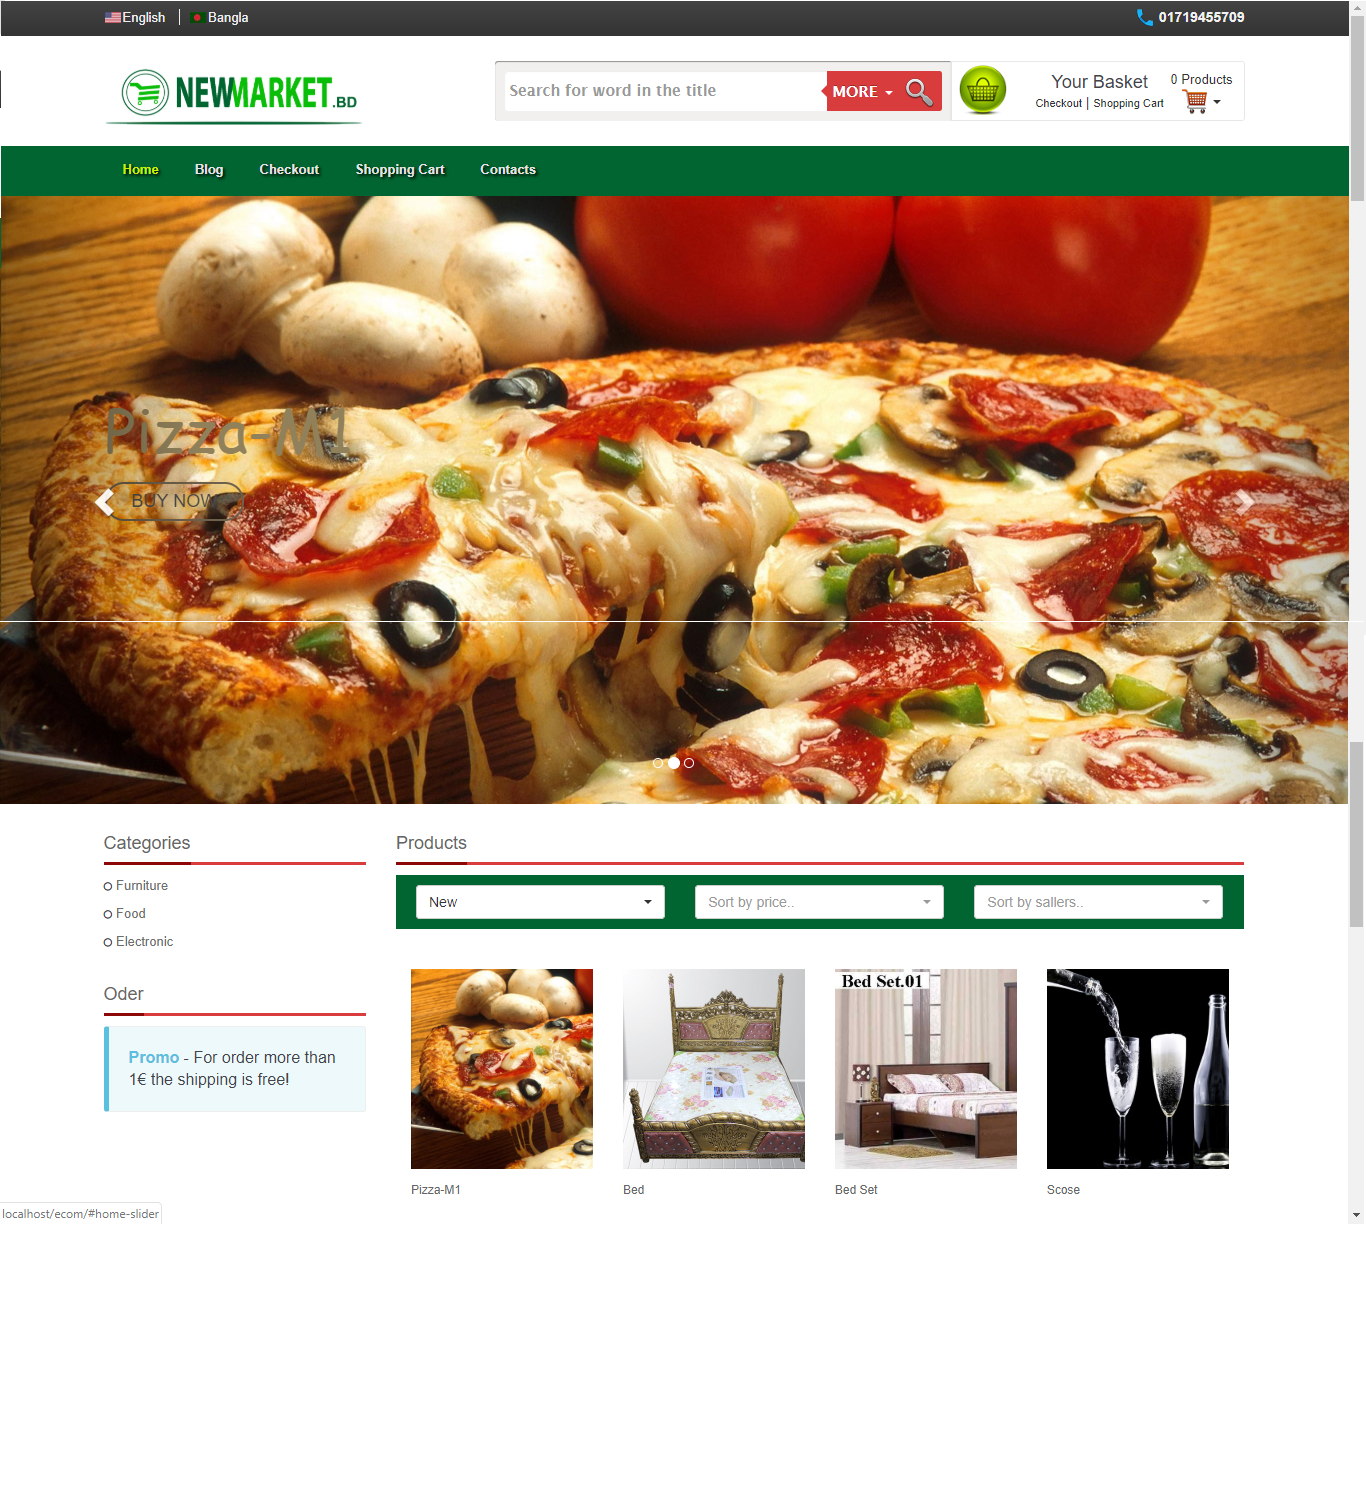 English | Bangla
01719455709
NEWMARKET.BD
Search for word in the title
MORE
Your Basket
0 Products
Checkout | Shopping Cart
Home Blog Checkout Shopping Cart Contacts
Pizza-M1
BUY NOW
Categories
Furniture
Food
Electronic
Oder
Promo - For order more than
1€ the shipping is free!
Products
New
Sort by price..
Sort by sallers..
Bed Set.01
Pizza-M1
Bed
Bed Set
Scose
localhost/ecom/#home-slider